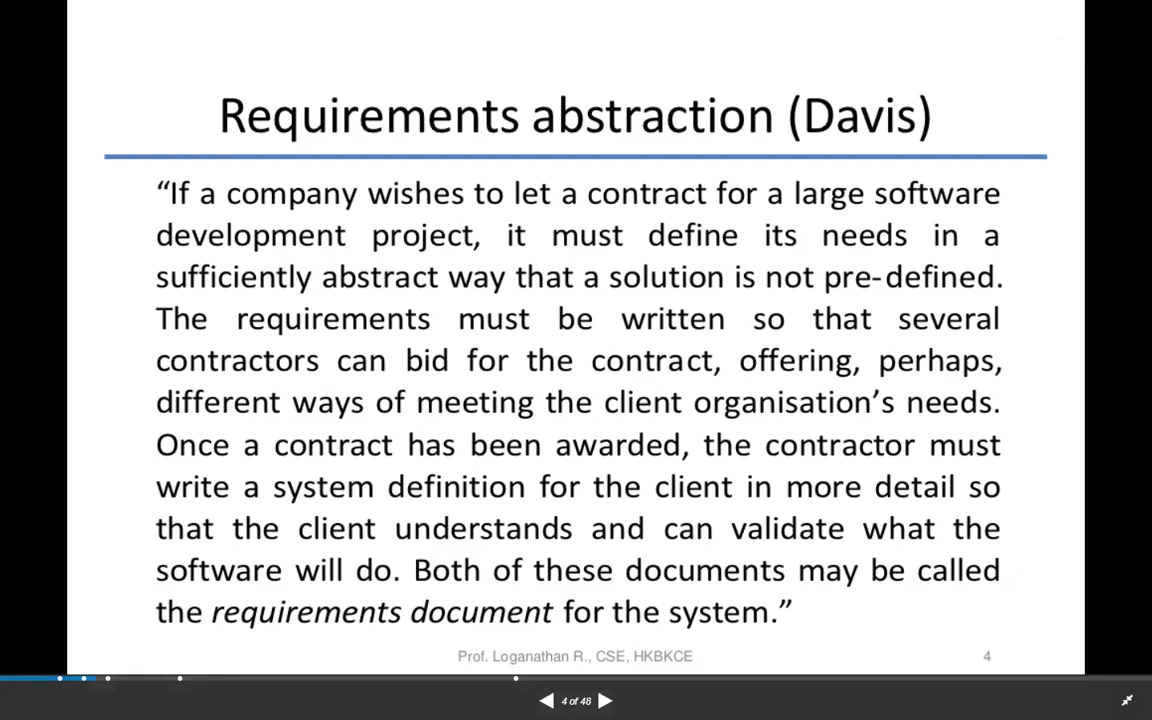 Requirements abstraction (Davis)
“If a company wishes to let a contract for a large software
development project, it must define its needs in a
sufficiently abstract way that a solution is not pre-defined.
The requirements must be written so that several
contractors can bid for the contract, offering, perhaps,
different ways of meeting the client organisation’s needs.
Once a contract has been awarded, the contractor must
write a system definition for the client in more detail so
that the client understands and can validate what the
software will do. Both of these documents may be called
the requirements document for the system.”
Prof. Loganathan R., CSE, HKBKCE 4
4 of 48